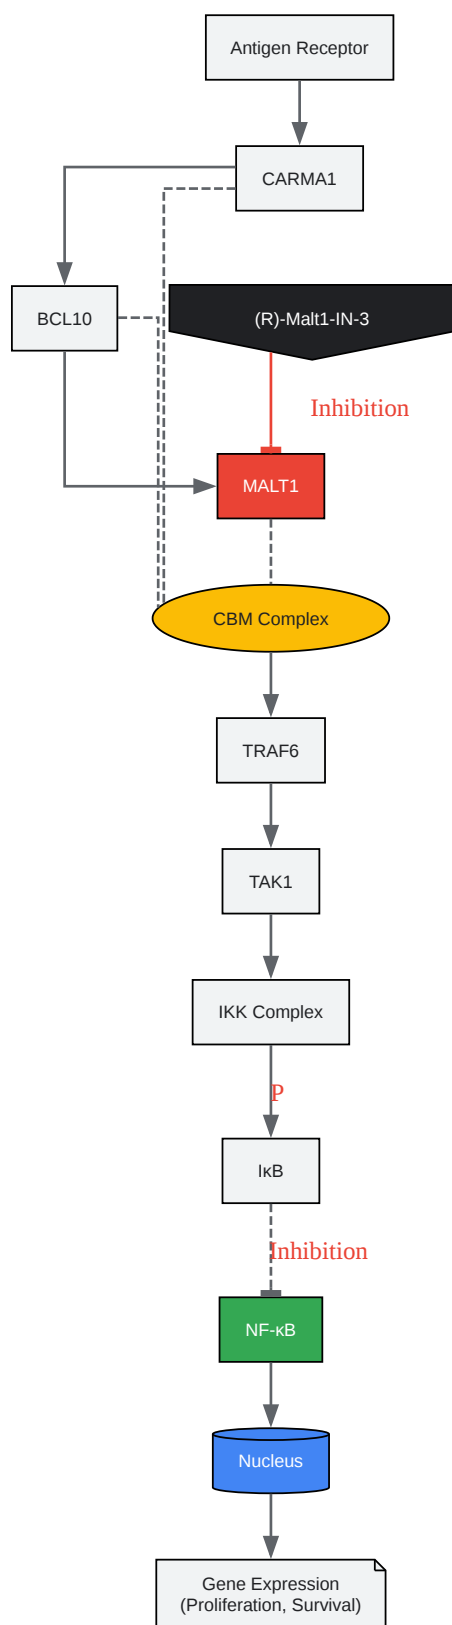 Antigen Receptor
CARMA1
BCL10
(R)-Malt1-IN-3
Inhibition
MALT1
CBM Complex
TRAF6
TAK1
IKK Complex
P
IκB
Inhibition
NF-κB
Nucleus
Gene Expression
(Proliferation, Survival)